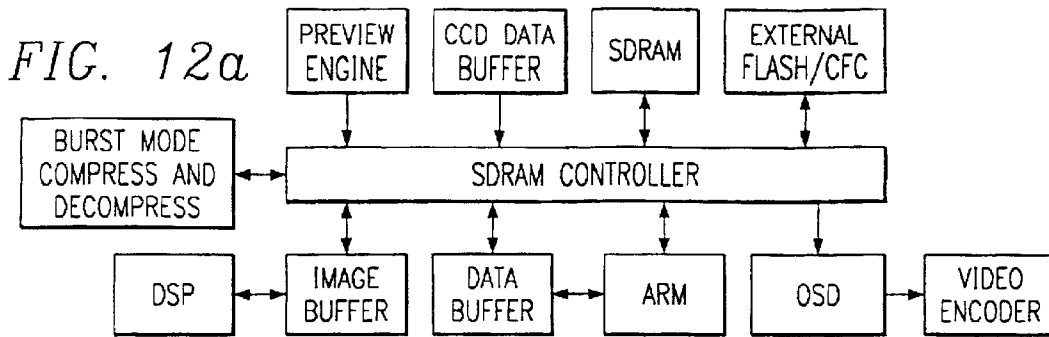 FIG. 12a
PREVIEW
ENGINE
CCD DATA
BUFFER
SDRAM
EXTERNAL
FLASH/CFC
BURST MODE
COMPRESS AND
DECOMPRESS
SDRAM CONTROLLER
DSP
IMAGE
BUFFER
DATA
BUFFER
ARM
OSD
VIDEO
ENCODER